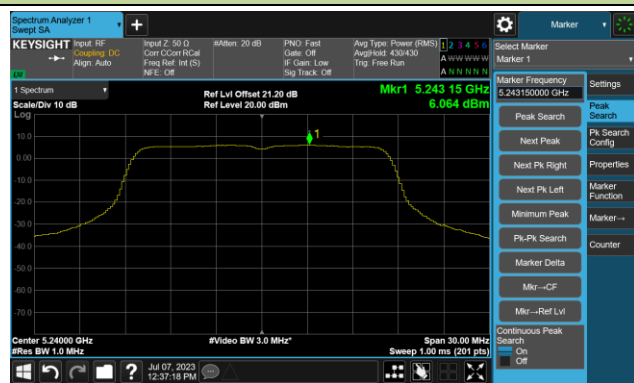 Spectrum Analyzer 1
Swept SA
+
Marker
KEYSIGHT
Input: RF
Coupling: DC
Align: Auto
Input Z: 50 Ω
Corr CCorr RCal
Freq Ref: Int (S)
NFE: Off
#Atten: 20 dB
PNO: Fast
Gate: Off
IF Gain: Low
Sig Track: Off
Avg Type: Power (RMS)
Avg|Hold: 430/430
Trig: Free Run
1 2 3 4 5 6
A W W W W W
A N N N N N
Select Marker
Marker 1
LXI
1 Spectrum
Scale/Div 10 dB
Log
Ref Lvl Offset 21.20 dB
Ref Level 20.00 dBm
Mkr1 5.243 15 GHz
6.064 dBm
1
10.0
0.00
-10.0
-20.0
-30.0
-40.0
-50.0
-60.0
-70.0
Center 5.24000 GHz
#Res BW 1.0 MHz
#Video BW 3.0 MHz*
Span 30.00 MHz
Sweep 1.00 ms (201 pts)
Marker Frequency
5.243150000 GHz
Peak Search
Next Peak
Next Pk Right
Next Pk Left
Minimum Peak
Pk-Pk Search
Marker Delta
Mkr→CF
Mkr→Ref Lvl
Continuous Peak
Search
On
Off
Settings
Peak
Search
Pk Search
Config
Properties
Marker
Function
Marker→
Counter
?
Jul 07, 2023
12:37:18 PM